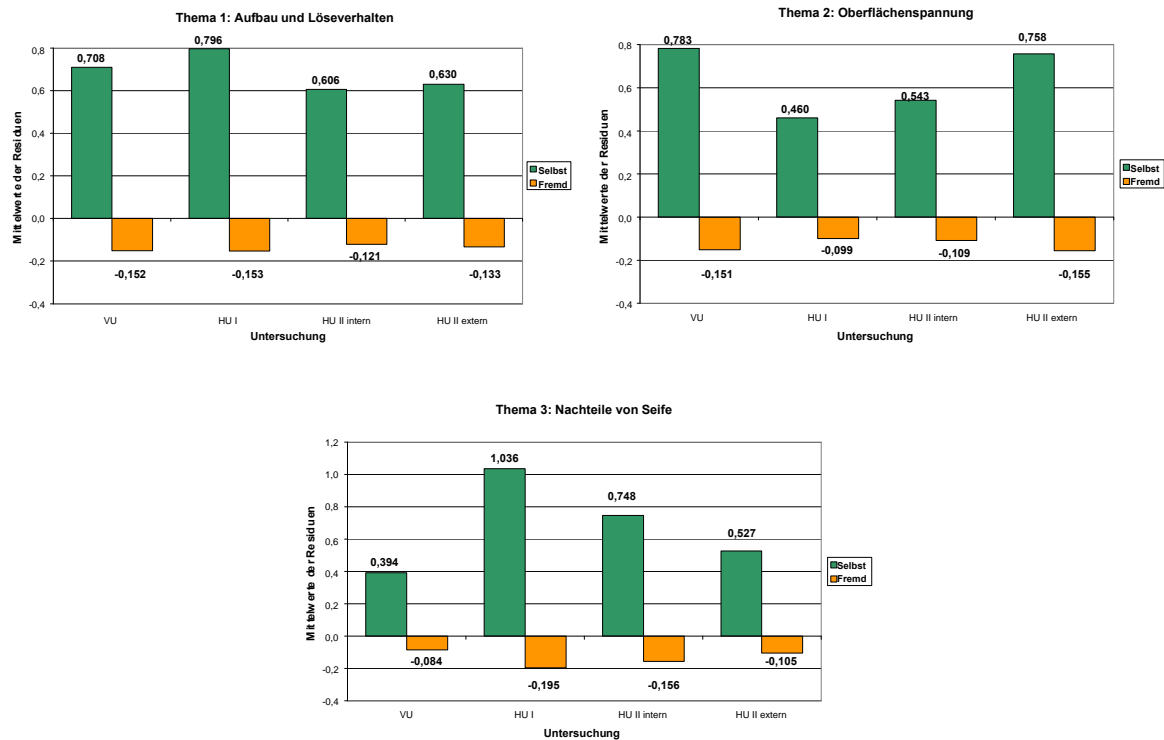 Thema 1: Aufbau und Löseverhalten
Mittelwerte der Residuen
0,8
0,6
0,4
0,2
0,0
-0,2
-0,4
0,708
0,796
0,606
0,630
-0,152
-0,153
-0,121
-0,133
VU
HU I
HU II intern
HU II extern
Untersuchung
Selbst
Fremd
Thema 2: Oberflächenspannung
Mittelwerte der Residuen
0,8
0,6
0,4
0,2
0,0
-0,2
-0,4
0,783
0,460
0,543
0,758
-0,151
-0,099
-0,109
-0,155
VU
HU I
HU II intern
HU II extern
Untersuchung
Selbst
Fremd
Thema 3: Nachteile von Seife
Mittelwerte der Residuen
1,2
1,0
0,8
0,6
0,4
0,2
0,0
-0,2
-0,4
0,394
1,036
0,748
0,527
-0,084
-0,195
-0,156
-0,105
VU
HU I
HU II intern
HU II extern
Untersuchung
Selbst
Fremd